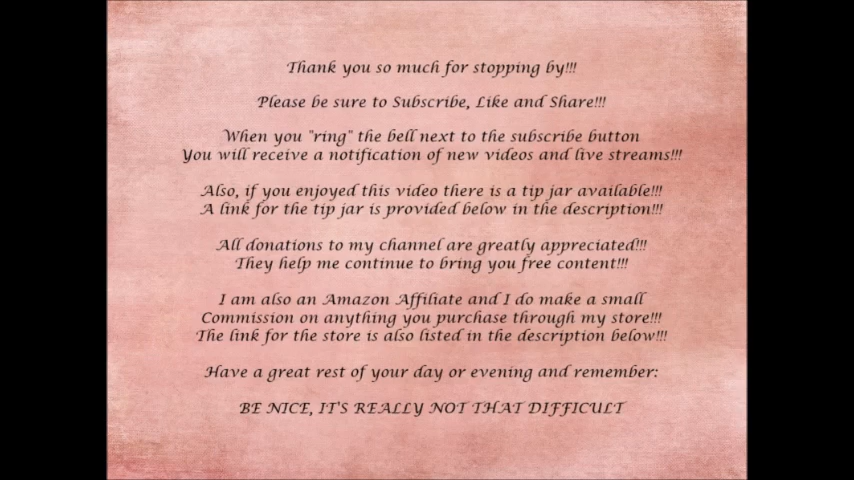 Thank you so much for stopping by!!!
Please be sure to Subscribe, Like and Share!!!
When you "ring" the bell next to the subscribe button
You will receive a notification of new videos and live streams!!!
Also, if you enjoyed this video there is a tip jar available!!!
A link for the tip jar is provided below in the description!!!
All donations to my channel are greatly appreciated!!!
They help me continue to bring you free content!!!
I am also an Amazon Affiliate and I do make a small
Commission on anything you purchase through my store!!!
The link for the store is also listed in the description below!!!
Have a great rest of your day or evening and remember:
BE NICE, IT'S REALLY NOT THAT DIFFICULT